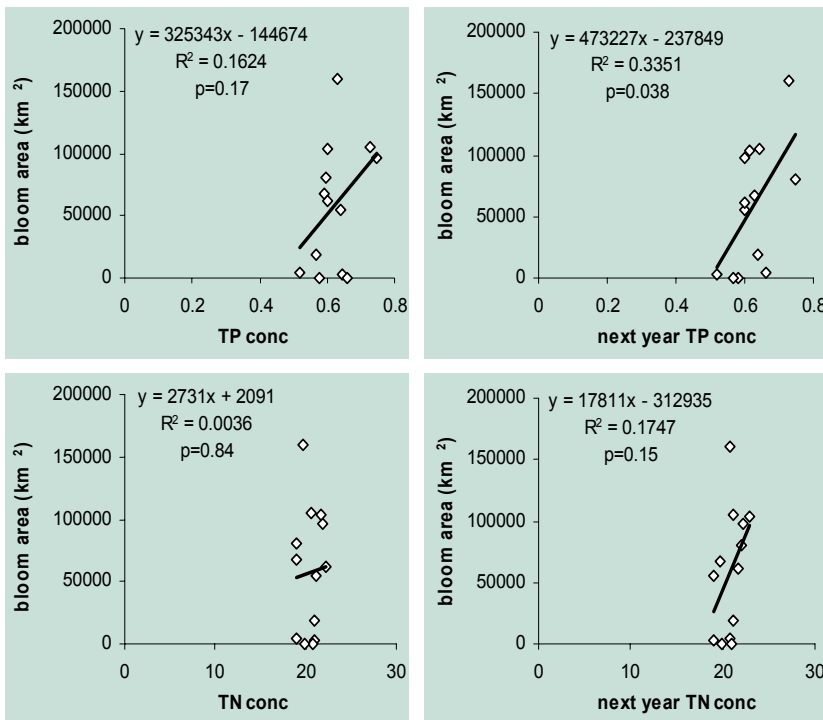 y = 325343x - 144674
R² = 0.1624
p=0.17
200000
150000
100000
50000
0
bloom area (km ²)
0 0.2 0.4 0.6 0.8
TP conc
y = 473227x - 237849
R² = 0.3351
p=0.038
200000
150000
100000
50000
0
bloom area (km ²)
0 0.2 0.4 0.6 0.8
next year TP conc
y = 2731x + 2091
R² = 0.0036
p=0.84
200000
150000
100000
50000
0
bloom area (km ²)
0 10 20 30
TN conc
y = 17811x - 312935
R² = 0.1747
p=0.15
200000
150000
100000
50000
0
bloom area (km ²)
0 10 20 30
next year TN conc